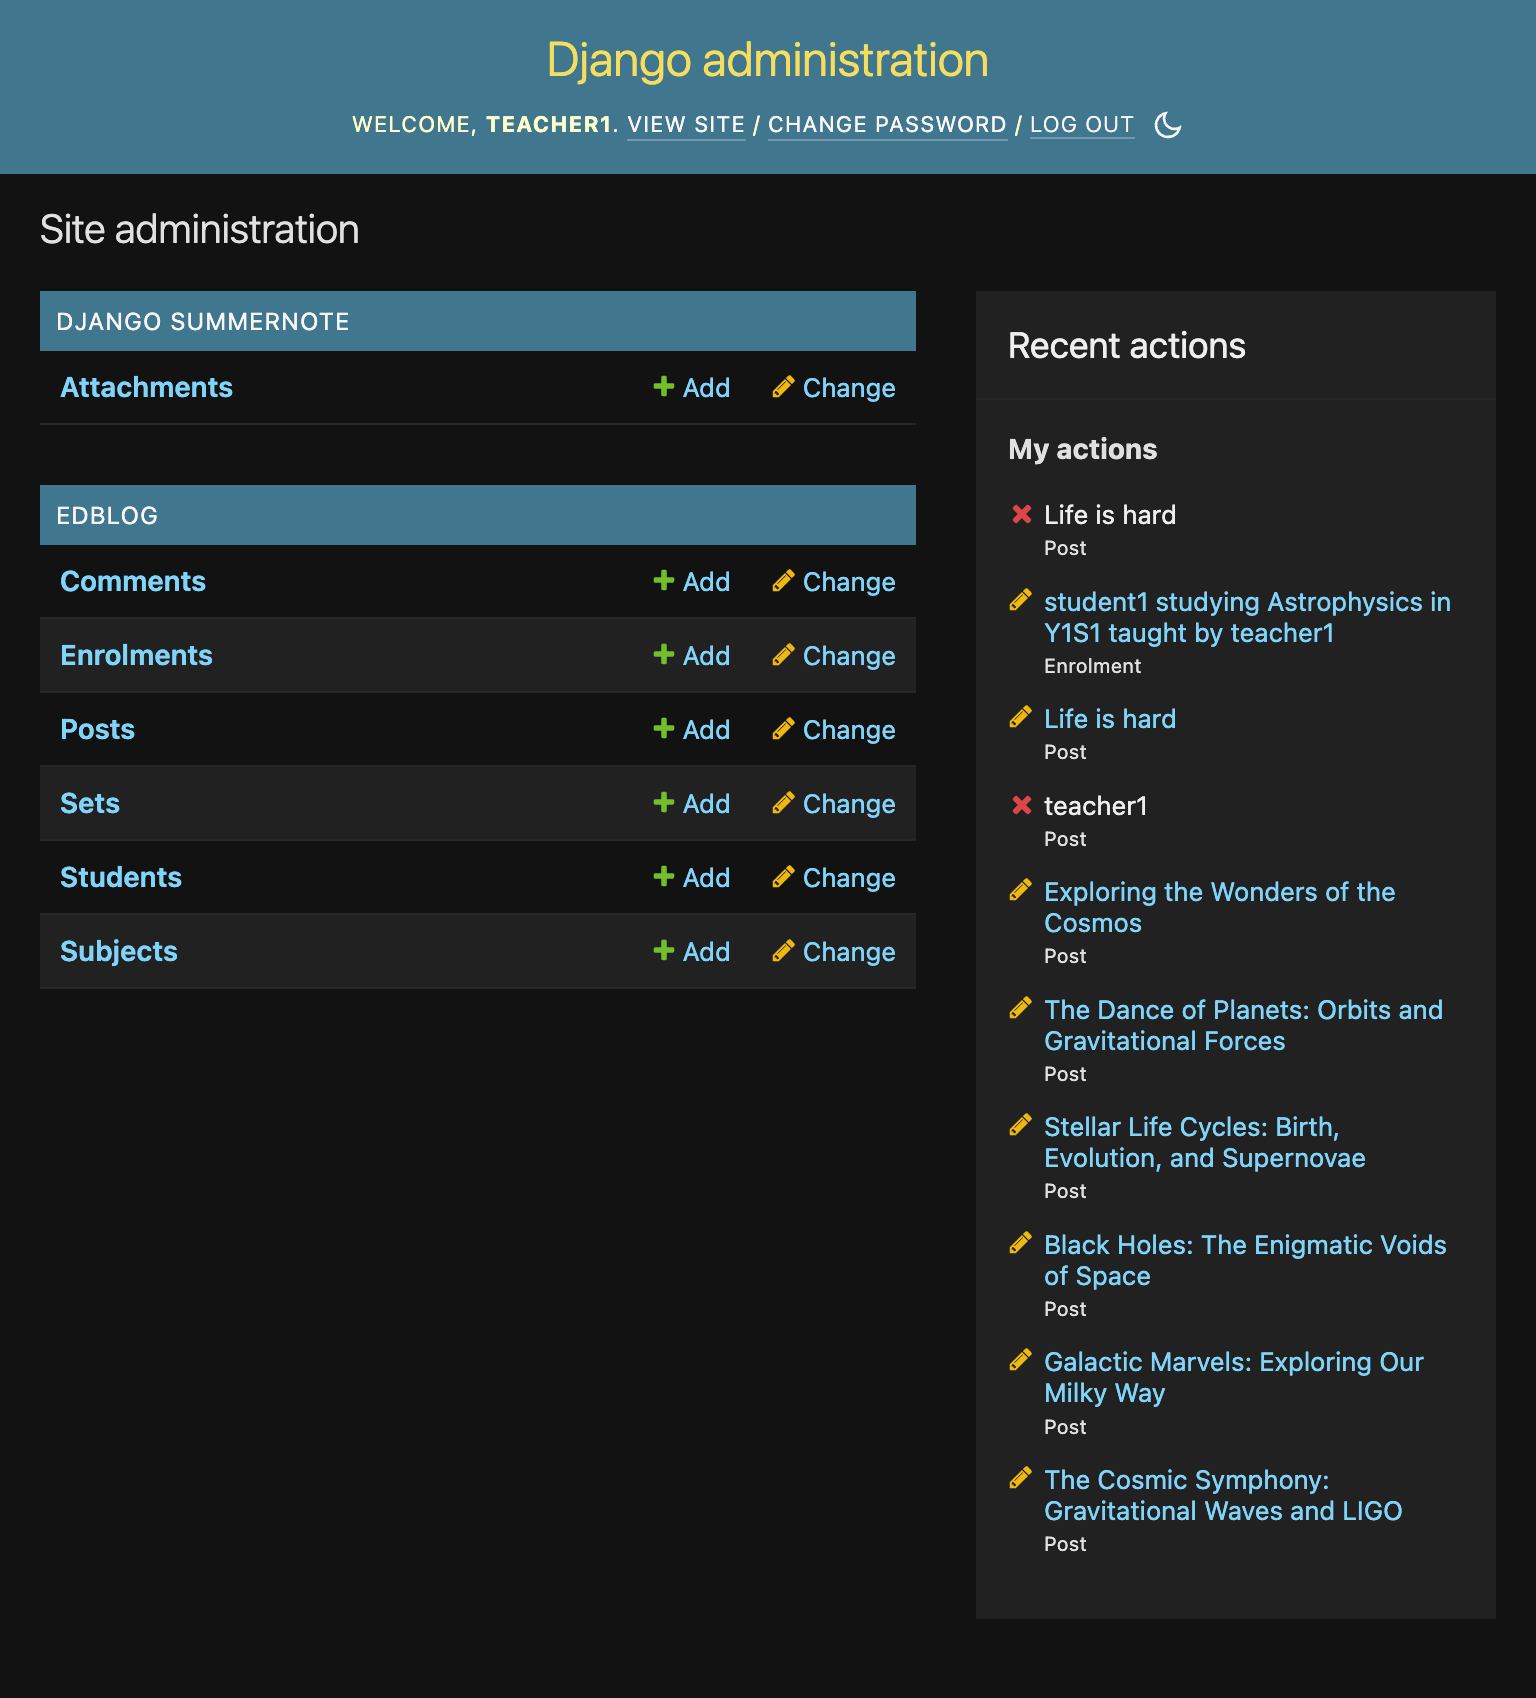 Django administration
WELCOME, TEACHER1. VIEW SITE / CHANGE PASSWORD / LOG OUT
Site administration
DJANGO SUMMERNOTE
Attachments Add Change
EDBLOG
Comments Add Change
Enrolments Add Change
Posts Add Change
Sets Add Change
Students Add Change
Subjects Add Change
Recent actions
My actions
Life is hard
Post
student1 studying Astrophysics in
Y1S1 taught by teacher1
Enrolment
Life is hard
Post
teacher1
Post
Exploring the Wonders of the
Cosmos
Post
The Dance of Planets: Orbits and
Gravitational Forces
Post
Stellar Life Cycles: Birth,
Evolution, and Supernovae
Post
Black Holes: The Enigmatic Voids
of Space
Post
Galactic Marvels: Exploring Our
Milky Way
Post
The Cosmic Symphony:
Gravitational Waves and LIGO
Post